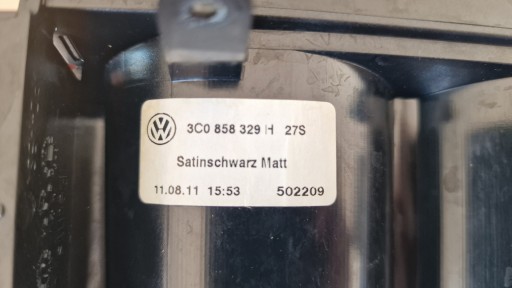 3C0 858 329 H 27S
Satinschwarz Matt
11.08.11 15:53 502209